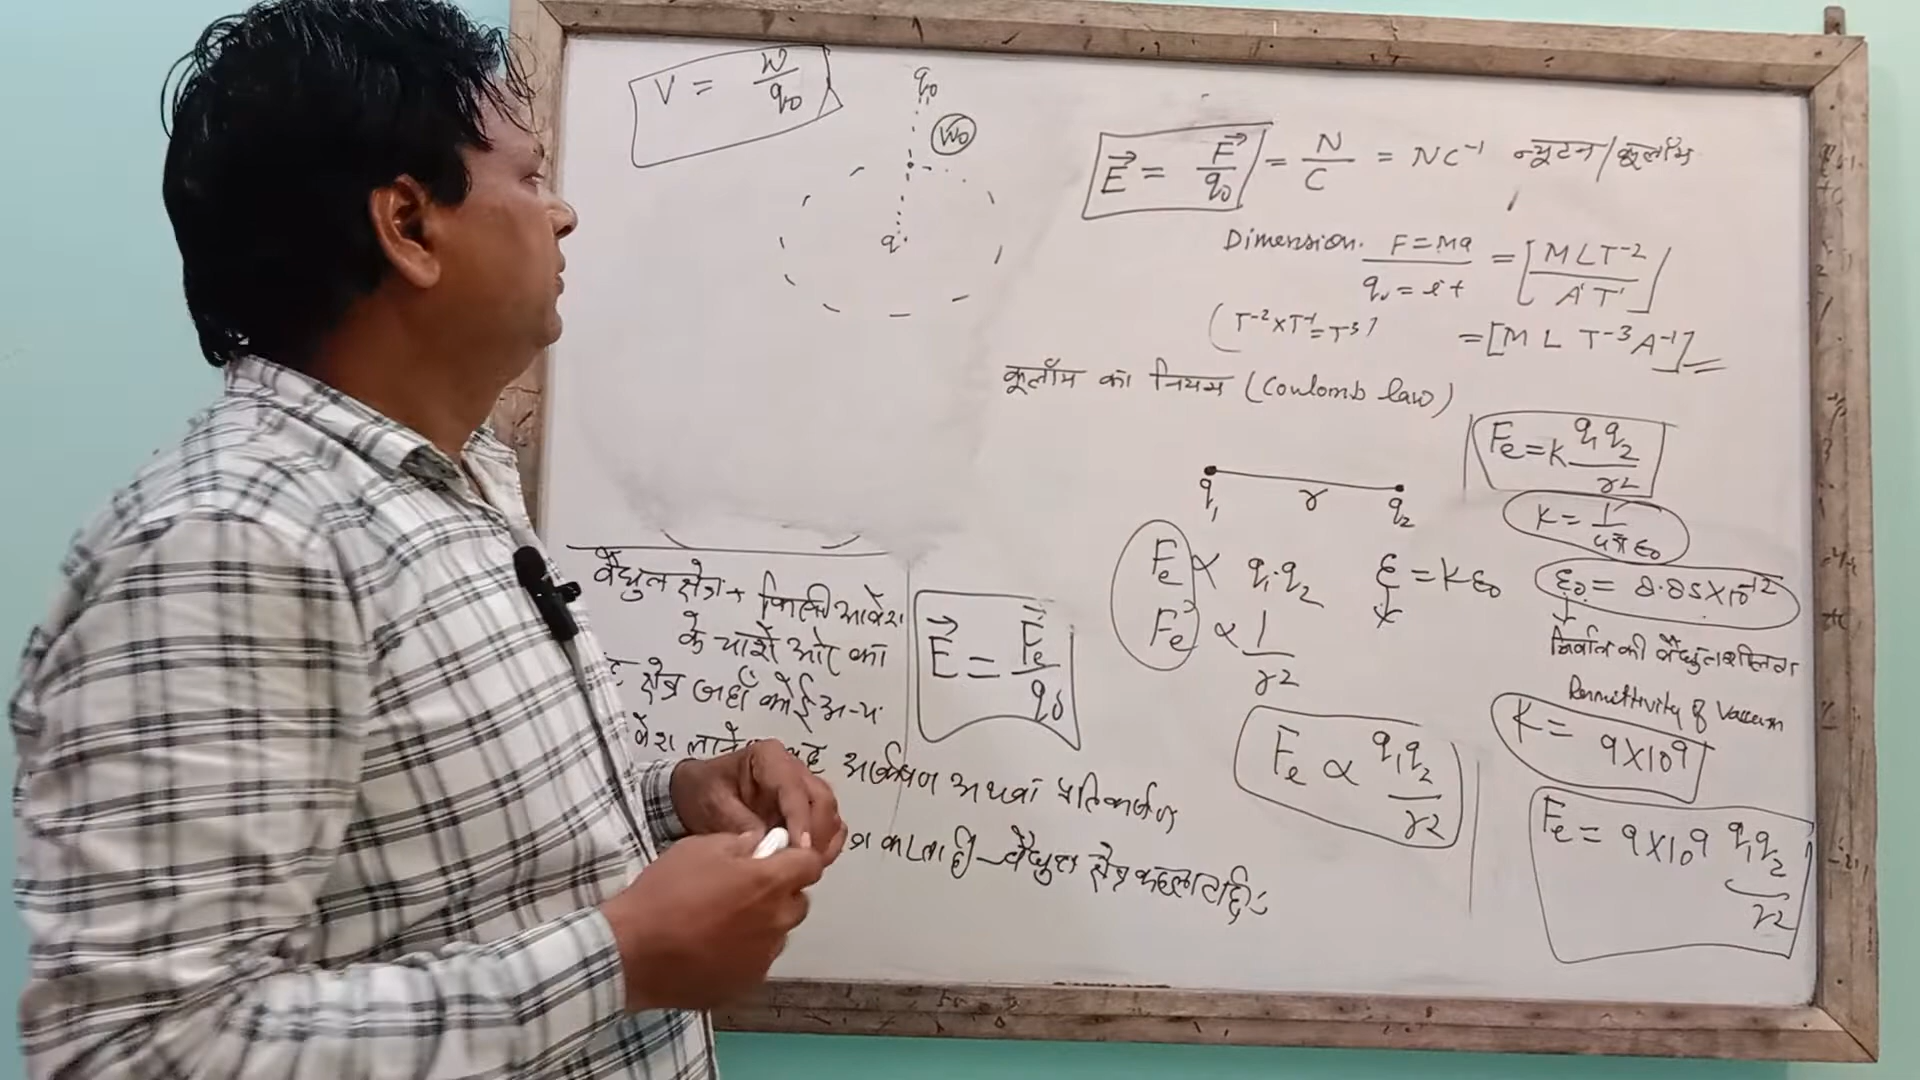 V = W/q₀
q₀
W₀
q
E⃗ = F⃗/q₀ = N/C = NC⁻¹ न्यूटन/कूलॉम
Dimension. F = Ma / q₀ = it = [MLT⁻² / A¹T¹]
(T⁻² × T⁻¹ = T⁻³) = [M L T⁻³ A⁻¹]
कूलॉम का नियम (Coulomb law)
q₁ r q₂
Fe = K q₁q₂/r²
K = 1/4πε₀
Fe ∝ q₁.q₂
ε = Kε₀
ε₀ = 8.85×10⁻¹²
Fe ∝ 1/r²
निर्वात की वैद्युतशीलता
Permittivity of Vaccum
Fe ∝ q₁q₂/r²
K = 9×10⁹
Fe = 9×10⁹ q₁q₂/r²
वैद्युत क्षेत्र → किसी आवेश
के चारों ओर का
क्षेत्र जहाँ कोई अन्य
आकर्षण अथवा प्रतिकर्षण
करता है वैद्युत क्षेत्र कहलाता है।
E⃗ = F⃗e/q₀